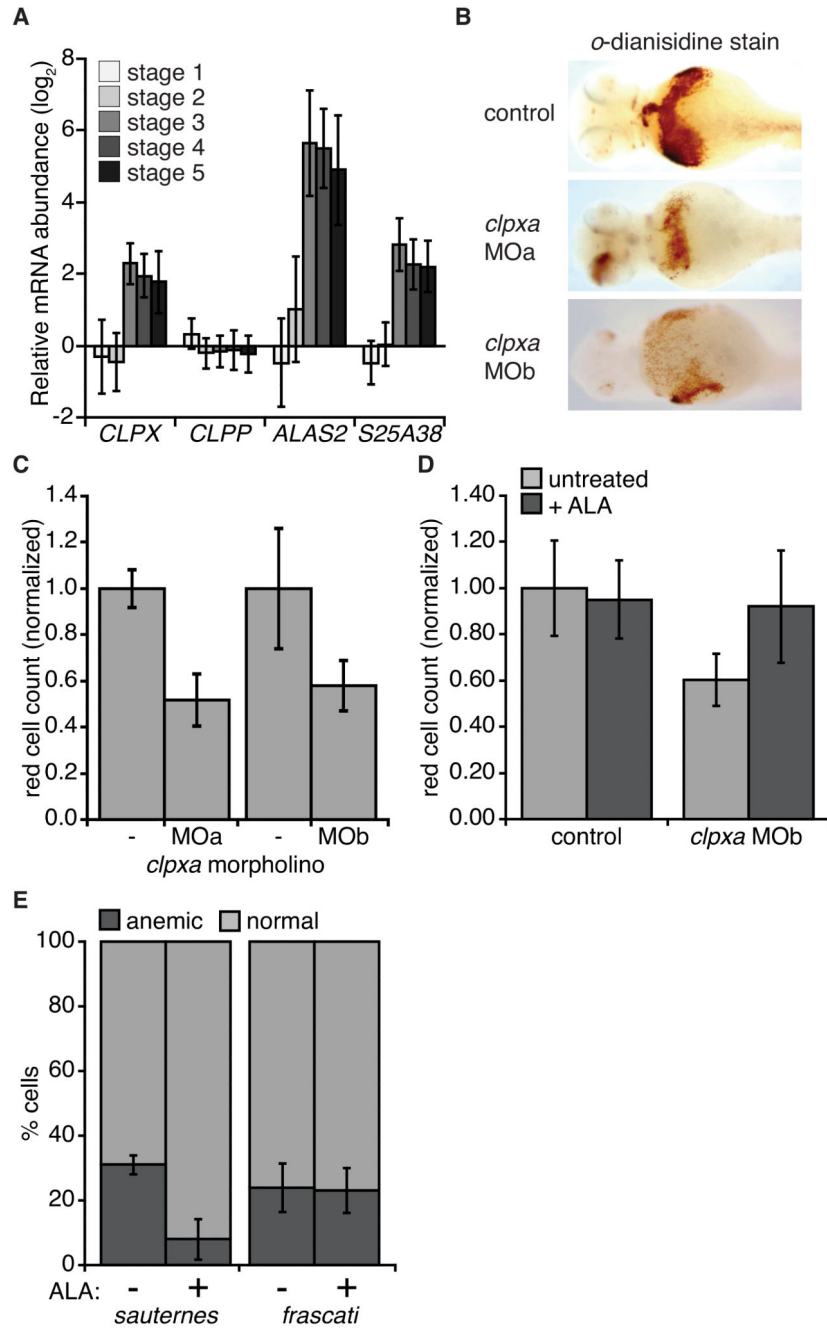 A
Relative mRNA abundance (log2)
8
6
4
2
0
-2
stage 1
stage 2
stage 3
stage 4
stage 5
CLPX CLPP ALAS2 S25A38
B
o-dianisidine stain
control
clpxa
MOa
clpxa
MOb
C
red cell count (normalized)
1.4
1.2
1.0
0.8
0.6
0.4
0.2
0.0
- MOa - MOb
clpxa morpholino
D
untreated
+ ALA
red cell count (normalized)
1.40
1.20
1.00
0.80
0.60
0.40
0.20
0.00
control clpxa MOb
E
anemic normal
% cells
100
80
60
40
20
0
ALA: - + - +
sauternes frascati